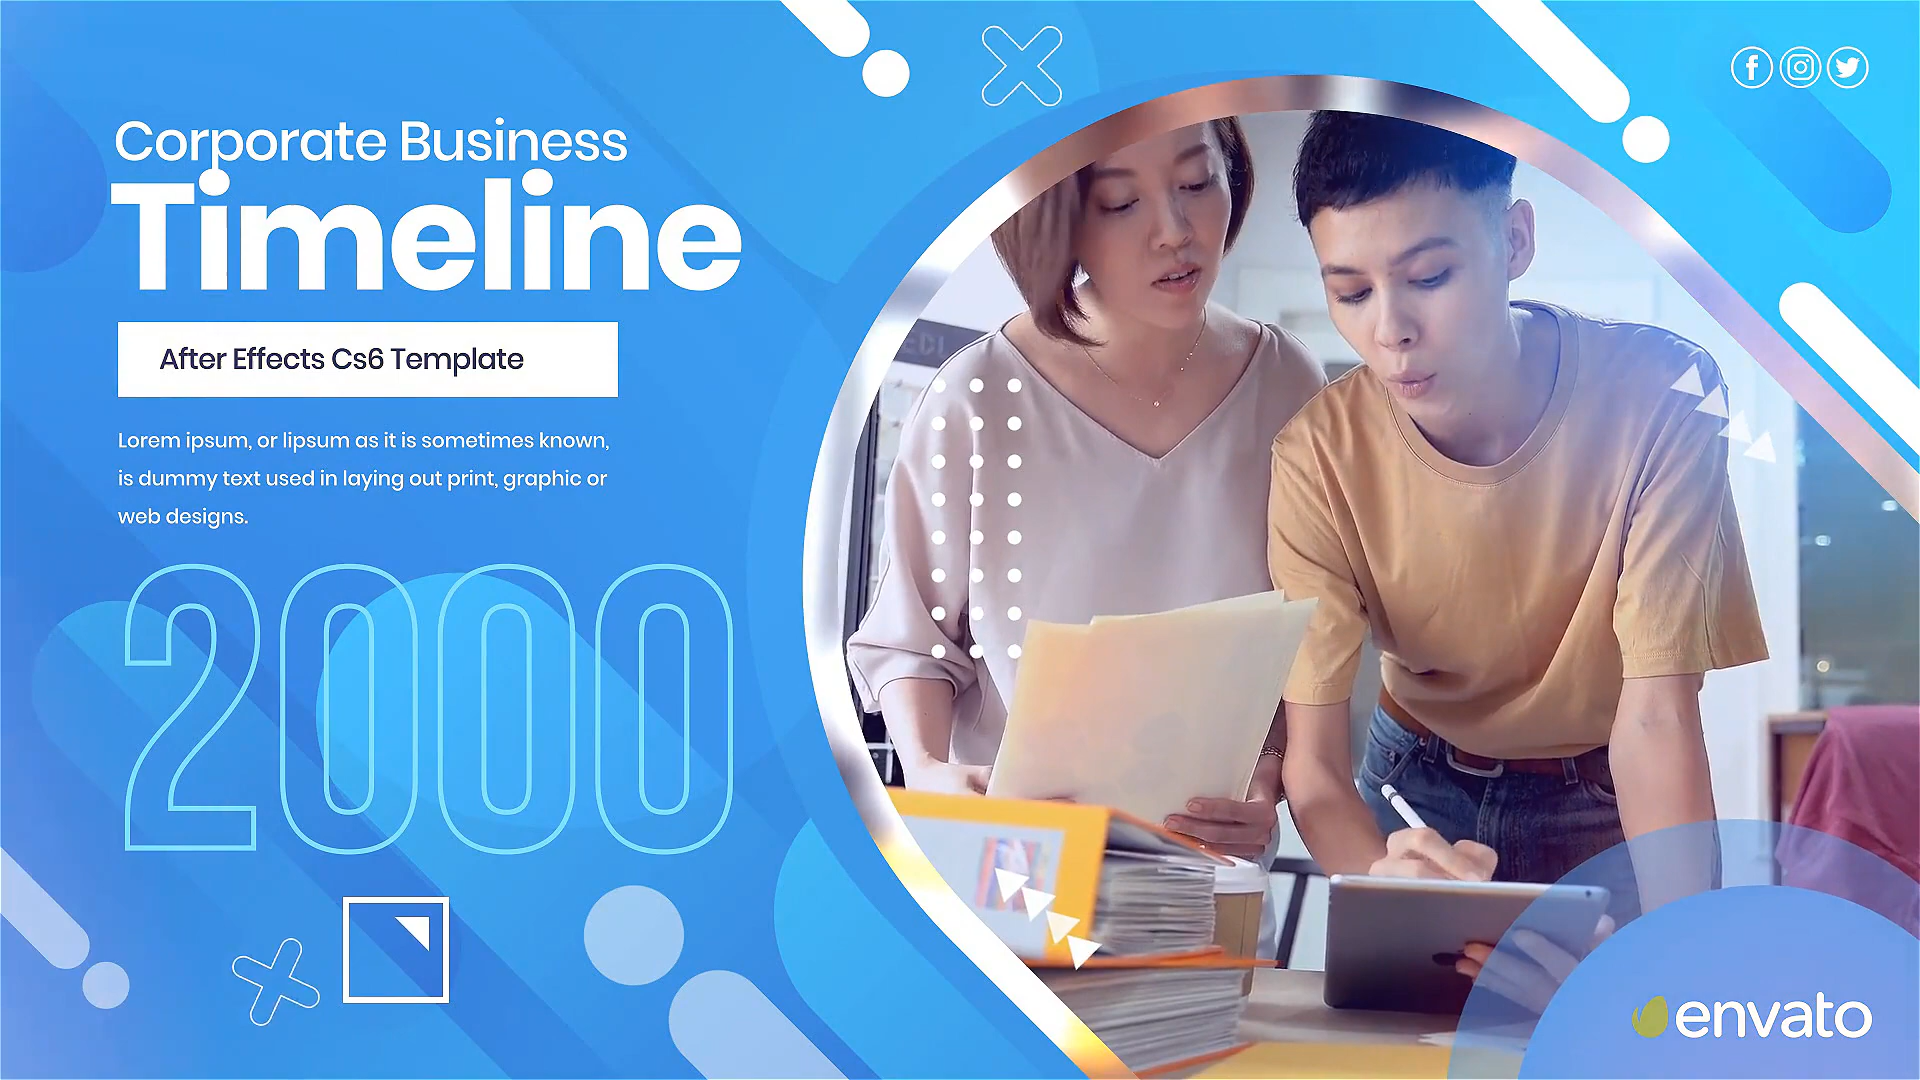 Corporate Business
Timeline
After Effects Cs6 Template
Lorem ipsum, or lipsum as it is sometimes known,
is dummy text used in laying out print, graphic or
web designs.
2000
envato